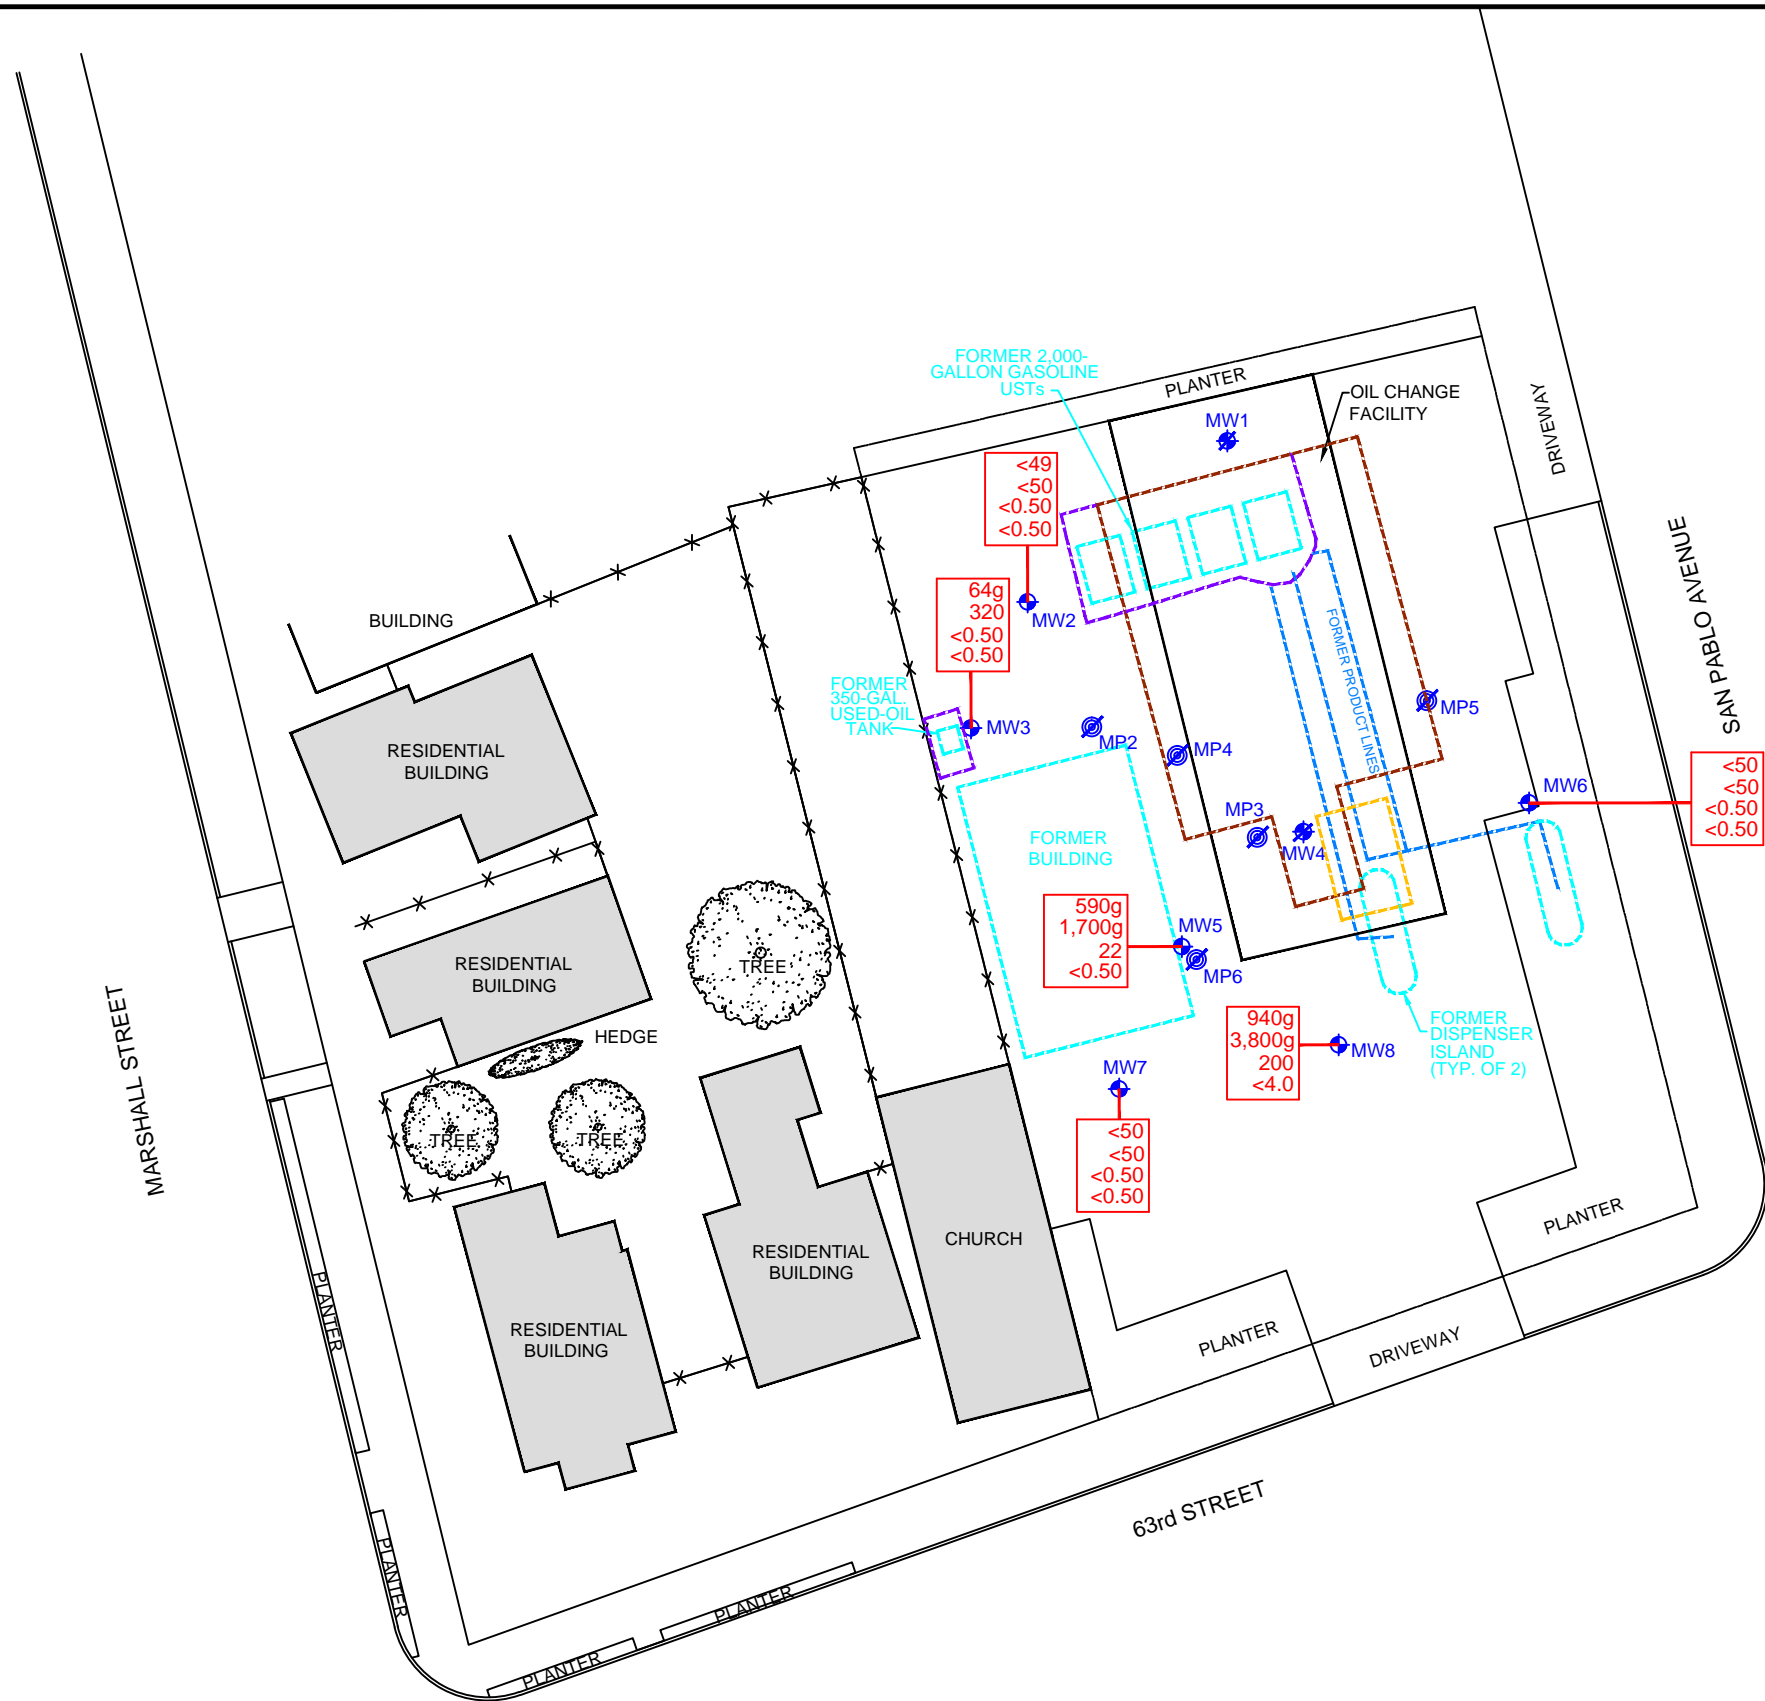 FORMER 2,000-
GALLON GASOLINE
USTs
PLANTER
OIL CHANGE
FACILITY
DRIVEWAY
MW1
<49
<50
<0.50
<0.50
MW2
64g
320
<0.50
<0.50
MW3
FORMER
350-GAL.
USED-OIL
TANK
MP2
MP4
MP5
FORMER PRODUCT LINES
SAN PABLO AVENUE
MW6
<50
<50
<0.50
<0.50
MP3
MW4
FORMER
BUILDING
590g
1,700g
22
<0.50
MW5
MP6
940g
3,800g
200
<4.0
MW8
FORMER
DISPENSER
ISLAND
(TYP. OF 2)
MW7
<50
<50
<0.50
<0.50
BUILDING
RESIDENTIAL
BUILDING
RESIDENTIAL
BUILDING
TREE
HEDGE
TREE
TREE
MARSHALL STREET
RESIDENTIAL
BUILDING
RESIDENTIAL
BUILDING
CHURCH
PLANTER
PLANTER
DRIVEWAY
PLANTER
PLANTER
PLANTER
PLANTER
63rd STREET